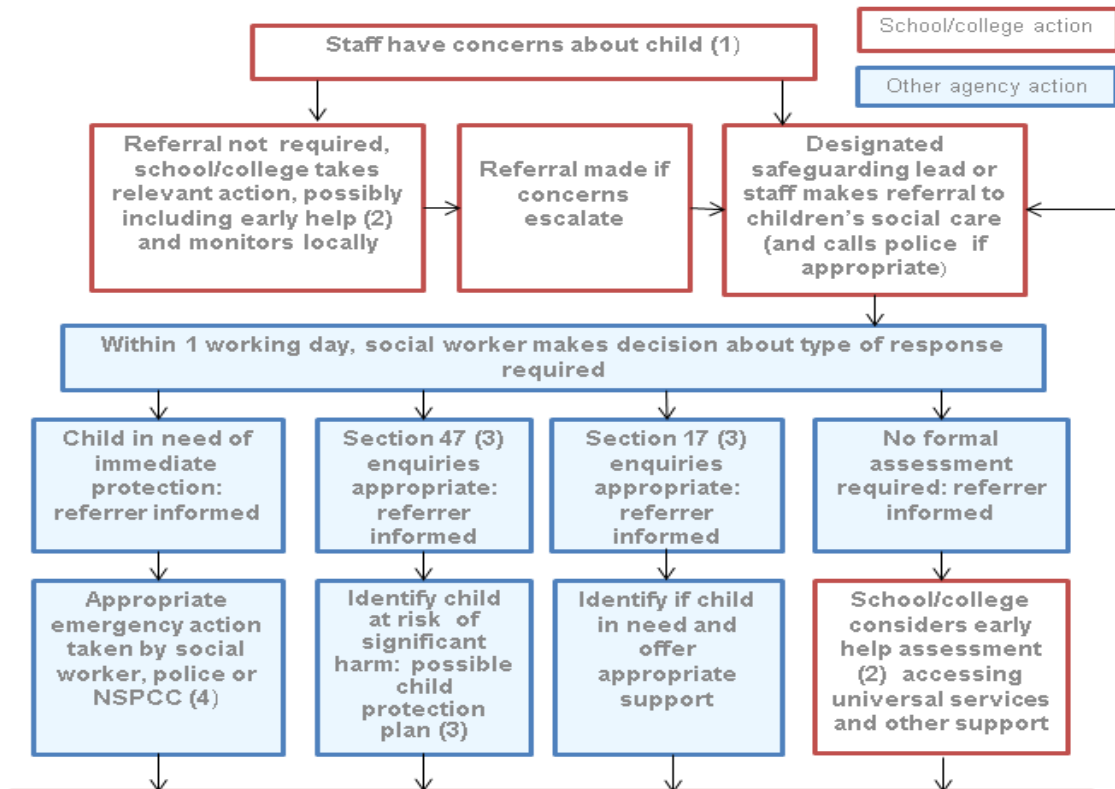 School/college action
Other agency action
Staff have concerns about child (1)
Referral not required,
school/college takes
relevant action, possibly
including early help (2)
and monitors locally
Referral made if
concerns
escalate
Designated
safeguarding lead or
staff makes referral to
children's social care
(and calls police if
appropriate)
Within 1 working day, social worker makes decision about type of response
required
Child in need of
immediate
protection:
referrer informed
Section 47 (3)
enquiries
appropriate:
referrer
informed
Section 17 (3)
enquiries
appropriate:
referrer
informed
No formal
assessment
required: referrer
informed
Appropriate
emergency action
taken by social
worker, police or
NSPCC (4)
Identify child
at risk of
significant
harm: possible
child
protection
plan (3)
Identify if child
in need and
offer
appropriate
support
School/college
considers early
help assessment
(2) accessing
universal services
and other support